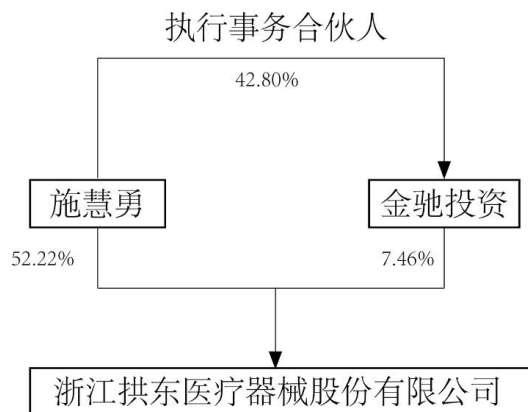 执行事务合伙人
42.80%
施慧勇
金驰投资
52.22%
7.46%
浙江拱东医疗器械股份有限公司